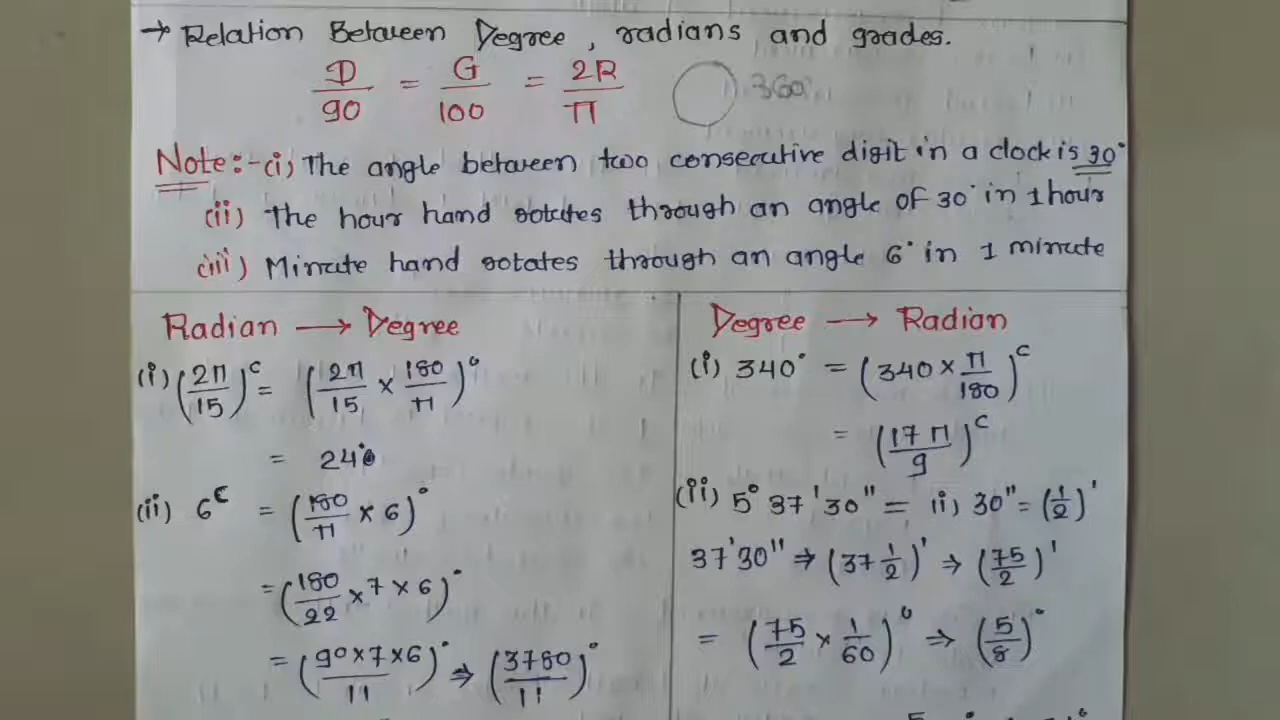 → Relation Between Degree, radians and grades.
D/90 = G/100 = 2R/π
360°
Note:-(i) The angle between two consecutive digit in a clock is 30°
(ii) The hour hand rotates through an angle of 30° in 1 hour
(iii) Minute hand rotates through an angle 6° in 1 minute
Radian → Degree
(i) (2π/15)ᶜ = (2π/15 × 180/π)°
= 24°
(ii) 6ᶜ = (180/π × 6)°
= (180/22 × 7 × 6)°
= (90×7×6/11)° ⇒ (3780/11)°
Degree → Radian
(i) 340° = (340 × π/180)ᶜ
= (17π/9)ᶜ
(ii) 5° 37' 30" = ii) 30" = (1/2)'
37'30" ⇒ (37 1/2)' ⇒ (75/2)'
= (75/2 × 1/60)° ⇒ (5/8)°